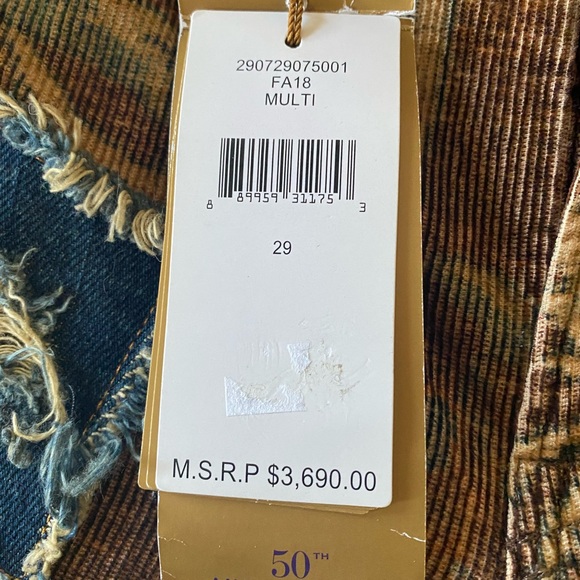 290729075001
FA18
MULTI
8 89959 31175 3
29
M.S.R.P $3,690.00
50TH